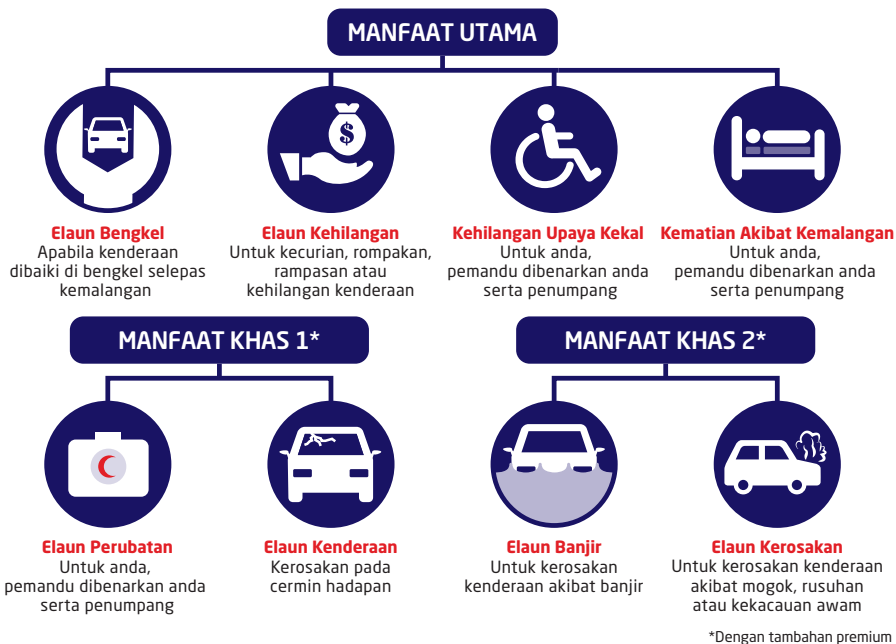 MANFAAT UTAMA
$
Elaun Bengkel
Apabila kenderaan
dibaiki di bengkel selepas
kemalangan
Elaun Kehilangan
Untuk kecurian, rompakan,
rampasan atau
kehilangan kenderaan
Kehilangan Upaya Kekal
Untuk anda,
pemandu dibenarkan anda
serta penumpang
Kematian Akibat Kemalangan
Untuk anda,
pemandu dibenarkan anda
serta penumpang
MANFAAT KHAS 1*
Elaun Perubatan
Untuk anda,
pemandu dibenarkan anda
serta penumpang
Elaun Kenderaan
Kerosakan pada
cermin hadapan
MANFAAT KHAS 2*
Elaun Banjir
Untuk kerosakan
kenderaan akibat banjir
Elaun Kerosakan
Untuk kerosakan kenderaan
akibat mogok, rusuhan
atau kekacauan awam
*Dengan tambahan premium